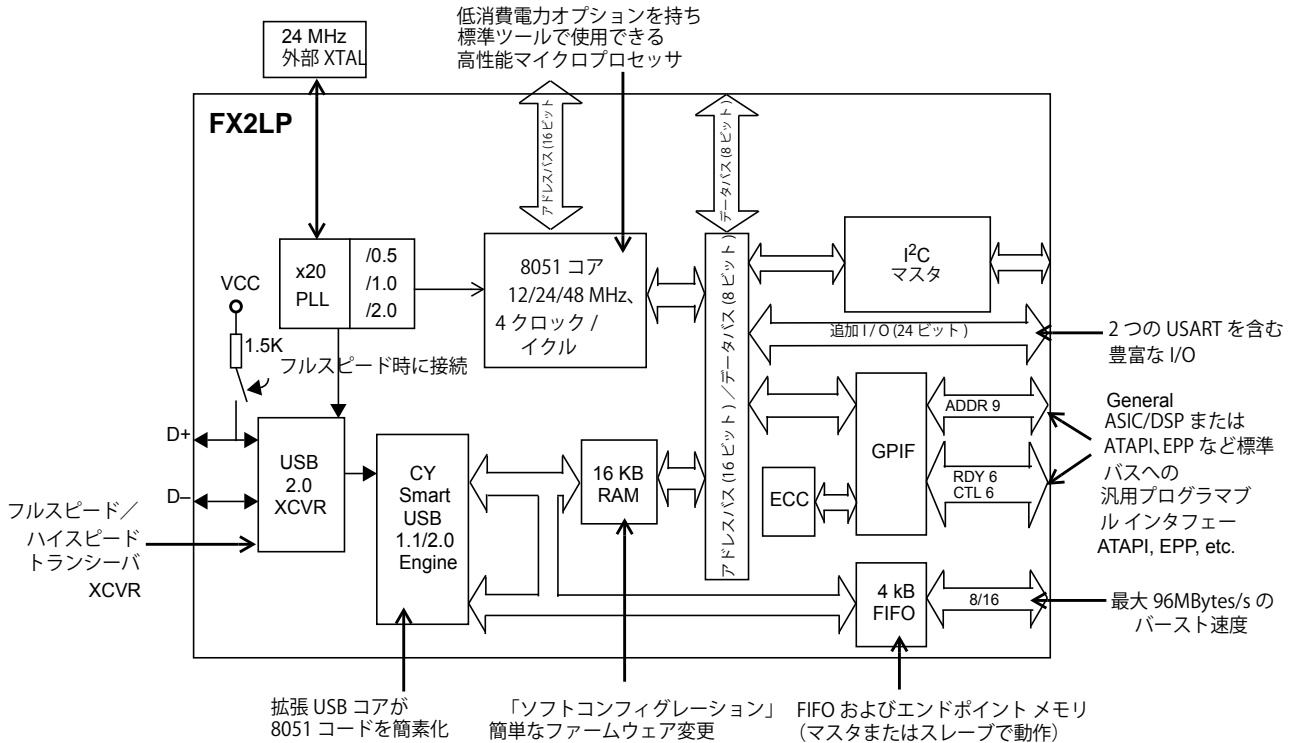 低消費電力オプションを持ち
標準ツールで使用できる
高性能マイクロプロセッサ
24 MHz
外部 XTAL
FX2LP
アドレスバス (16 ビット)
データバス (8 ビット)
x20
PLL
/0.5
/1.0
/2.0
8051 コア
12/24/48 MHz、
4 クロック /
イクル
アドレスバス (16 ビット) / データバス (8 ビット)
I²C
マスタ
VCC
1.5K
フルスピード時に接続
追加 I / O (24 ビット )
2 つの USART を含む
豊富な I/O
D+
D–
USB
2.0
XCVR
CY
Smart
USB
1.1/2.0
Engine
16 KB
RAM
ECC
GPIF
ADDR 9
RDY 6
CTL 6
General
ASIC/DSP または
ATAPI、EPP など標準
バスへの
汎用プログラマブ
ル インタフェー
ATAPI, EPP, etc.
フルスピード/
ハイスピード
トランシーバ
XCVR
4 kB
FIFO
8/16
最大 96MBytes/s の
バースト速度
拡張 USB コアが
8051 コードを簡素化
「ソフトコンフィグレーション」
簡単なファームウェア変更
FIFO およびエンドポイント メモリ
(マスタまたはスレーブで動作)